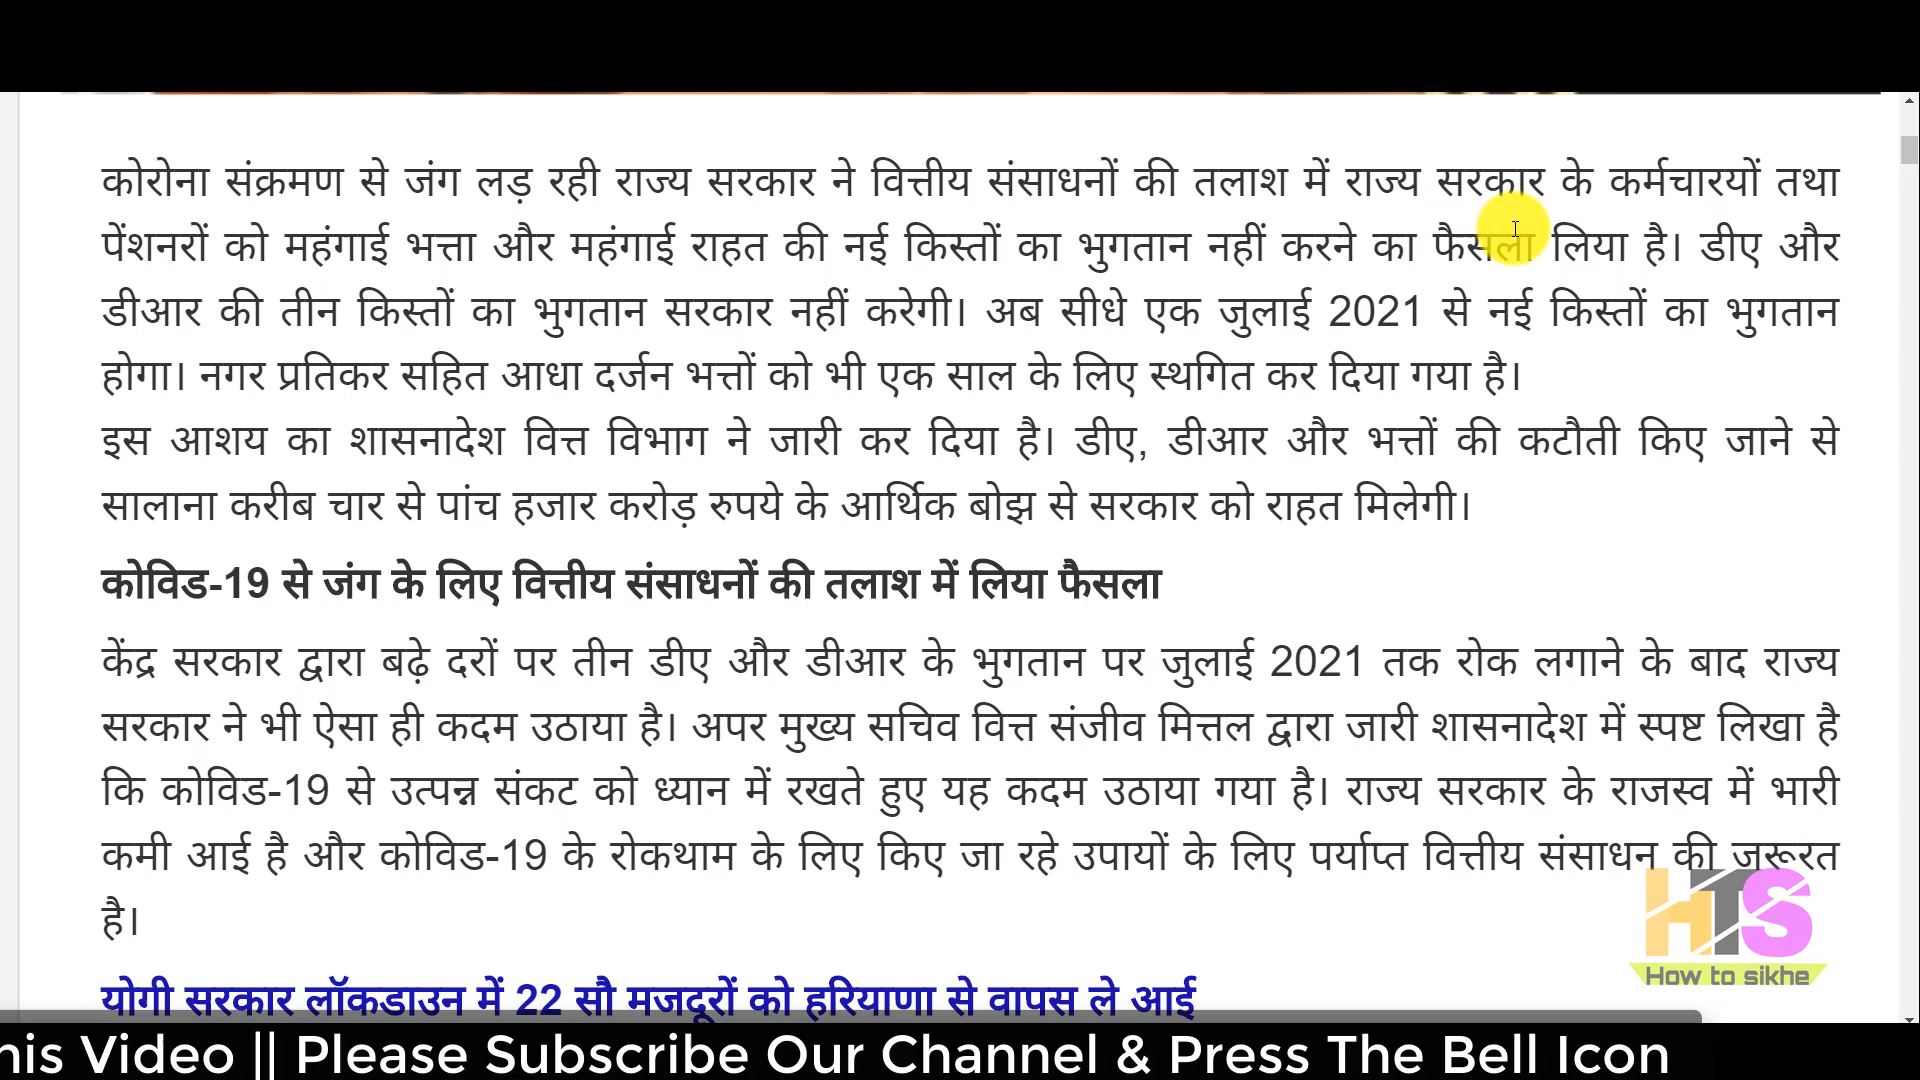 कोरोना संक्रमण से जंग लड़ रही राज्य सरकार ने वित्तीय संसाधनों की तलाश में राज्य सरकार के कर्मचारयों तथा
पेंशनरों को महंगाई भत्ता और महंगाई राहत की नई किस्तों का भुगतान नहीं करने का फैसला लिया है। डीए और
डीआर की तीन किस्तों का भुगतान सरकार नहीं करेगी। अब सीधे एक जुलाई 2021 से नई किस्तों का भुगतान
होगा। नगर प्रतिकर सहित आधा दर्जन भत्तों को भी एक साल के लिए स्थगित कर दिया गया है।
इस आशय का शासनादेश वित्त विभाग ने जारी कर दिया है। डीए, डीआर और भत्तों की कटौती किए जाने से
सालाना करीब चार से पांच हजार करोड़ रुपये के आर्थिक बोझ से सरकार को राहत मिलेगी।
कोविड-19 से जंग के लिए वित्तीय संसाधनों की तलाश में लिया फैसला
केंद्र सरकार द्वारा बढ़े दरों पर तीन डीए और डीआर के भुगतान पर जुलाई 2021 तक रोक लगाने के बाद राज्य
सरकार ने भी ऐसा ही कदम उठाया है। अपर मुख्य सचिव वित्त संजीव मित्तल द्वारा जारी शासनादेश में स्पष्ट लिखा है
कि कोविड-19 से उत्पन्न संकट को ध्यान में रखते हुए यह कदम उठाया गया है। राज्य सरकार के राजस्व में भारी
कमी आई है और कोविड-19 के रोकथाम के लिए किए जा रहे उपायों के लिए पर्याप्त वित्तीय संसाधन की जरूरत
है।
HTS
How to sikhe
योगी सरकार लॉकडाउन में 22 सौ मजदूरों को हरियाणा से वापस ले आई
his Video || Please Subscribe Our Channel & Press The Bell Icon